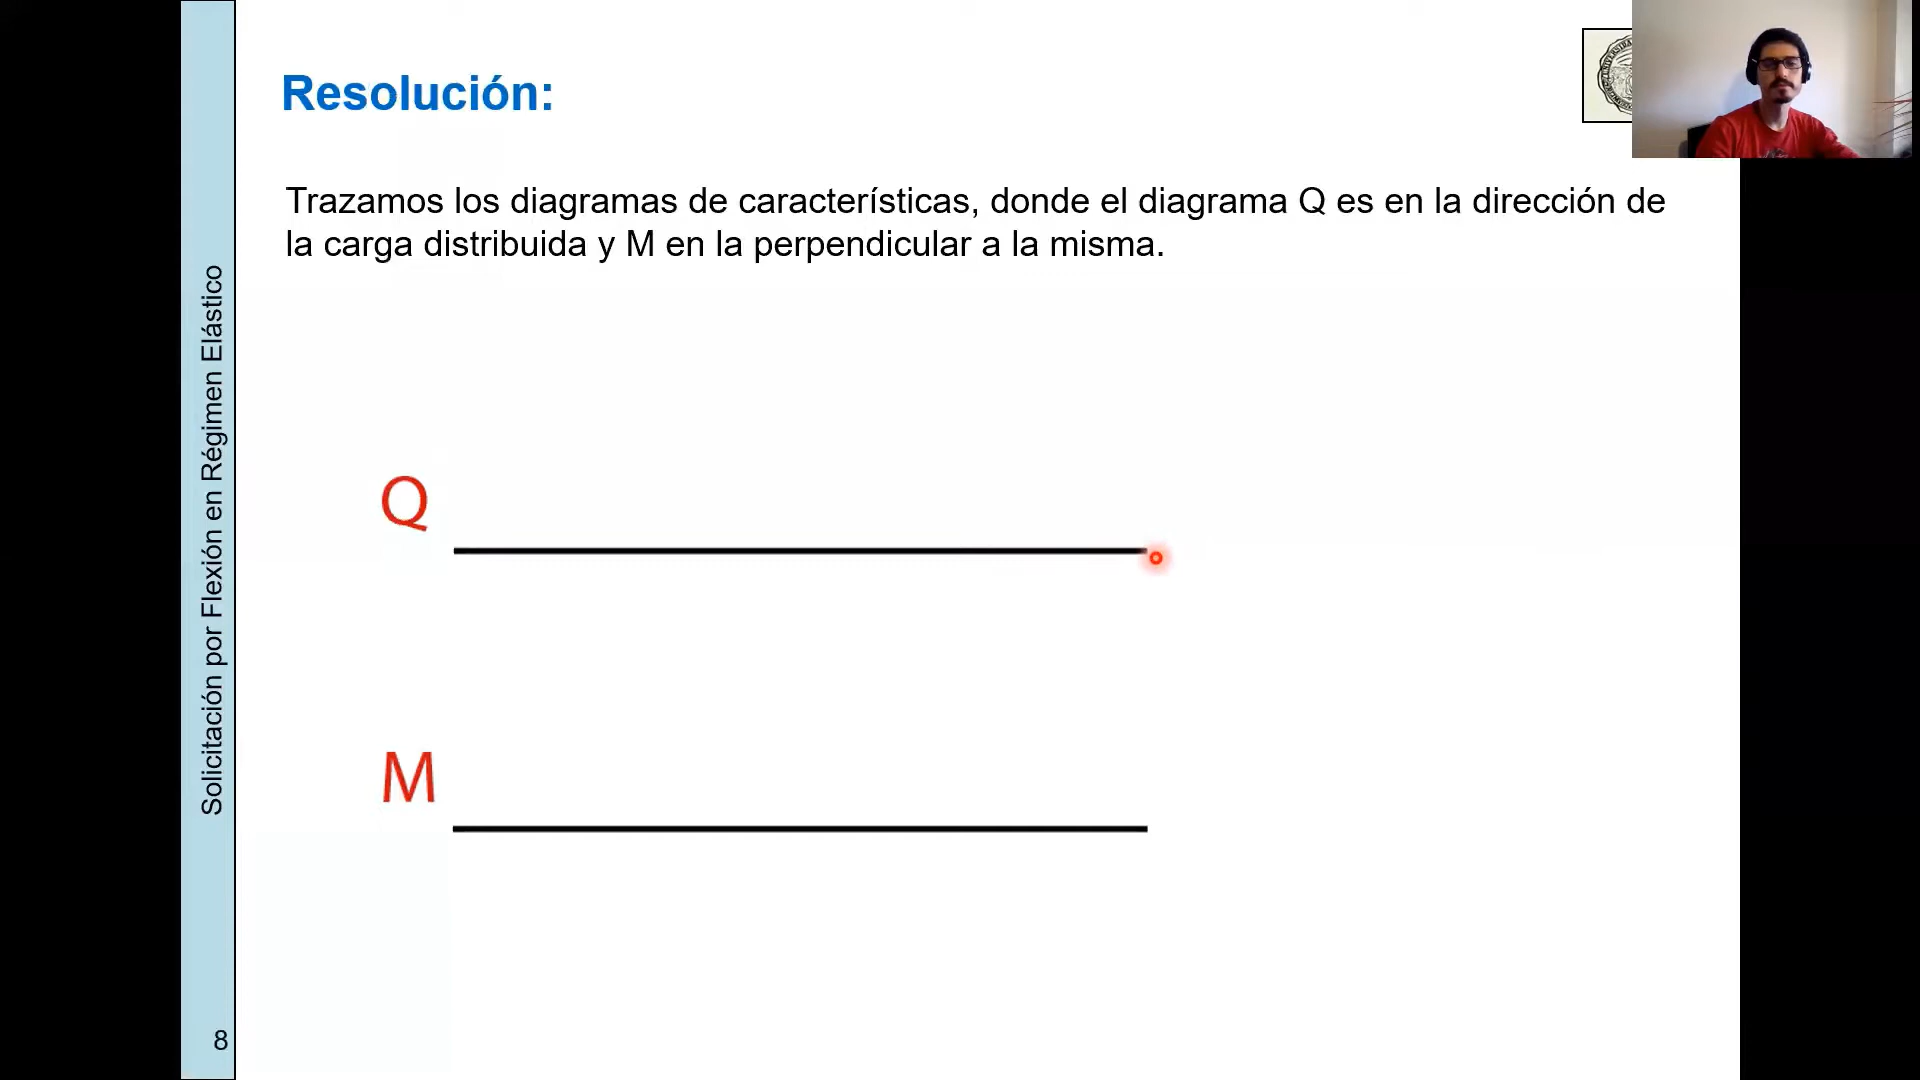 Resolución:
Trazamos los diagramas de características, donde el diagrama Q es en la dirección de
la carga distribuida y M en la perpendicular a la misma.
Q
M
Solicitación por Flexión en Régimen Elástico
8